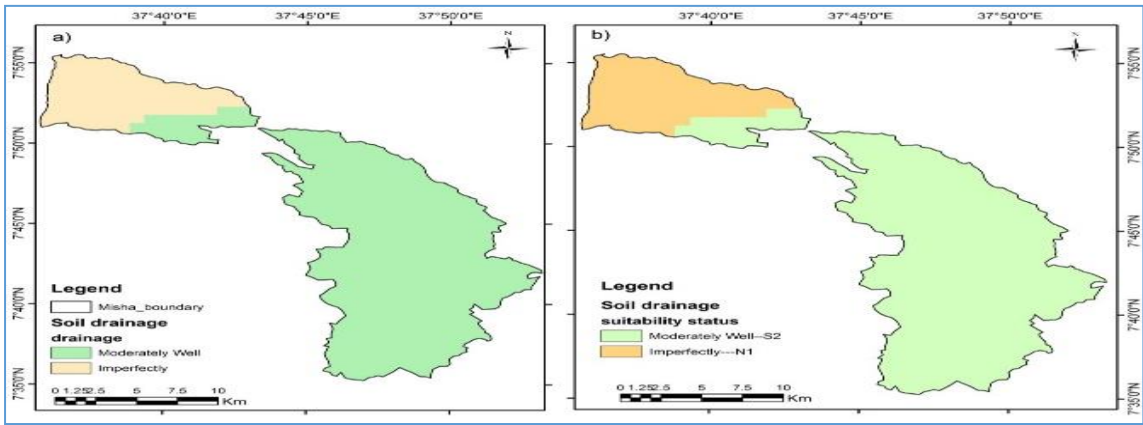 37°40'0"E 37°45'0"E 37°50'0"E
a)
N
7°55'0"N
7°50'0"N
7°45'0"N
7°40'0"N
7°35'0"N
Legend
Misha_boundary
Soil drainage
drainage
Moderately Well
Imperfectly
0 1.252.5 5 7.5 10
Km
37°40'0"E 37°45'0"E 37°50'0"E
b)
N
7°55'0"N
7°50'0"N
7°45'0"N
7°40'0"N
7°35'0"N
Legend
Soil drainage
suitability status
Moderately Well--S2
Imperfectly---N1
0 1.252.5 5 7.5 10
Km